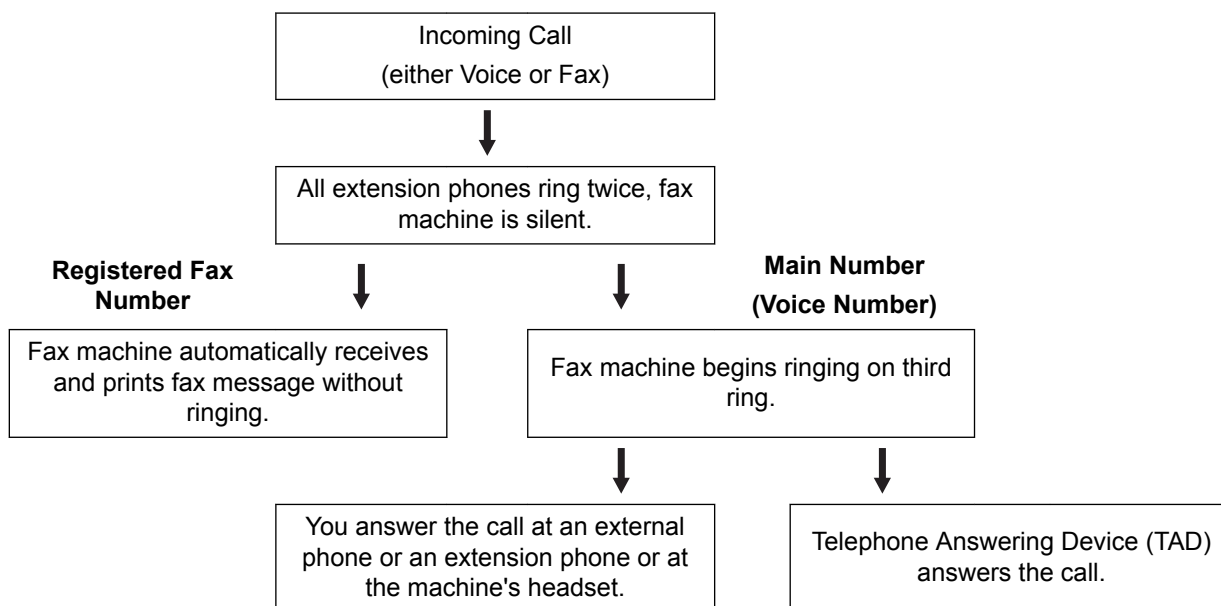 Incoming Call
(either Voice or Fax)
All extension phones ring twice, fax
machine is silent.
Registered Fax
Number
Main Number
(Voice Number)
Fax machine automatically receives
and prints fax message without
ringing.
Fax machine begins ringing on third
ring.
You answer the call at an external
phone or an extension phone or at
the machine's headset.
Telephone Answering Device (TAD)
answers the call.